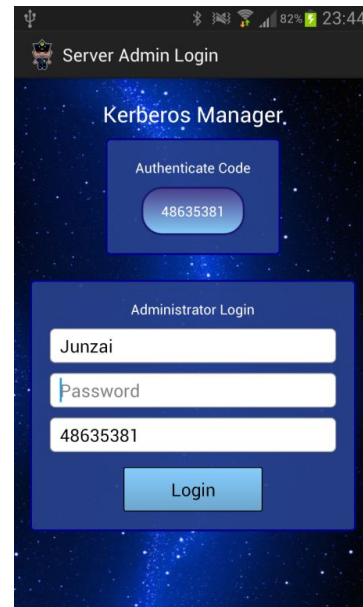 82% 23:44
Server Admin Login
Kerberos Manager
Authenticate Code
48635381
Administrator Login
Junzai
Password
48635381
Login